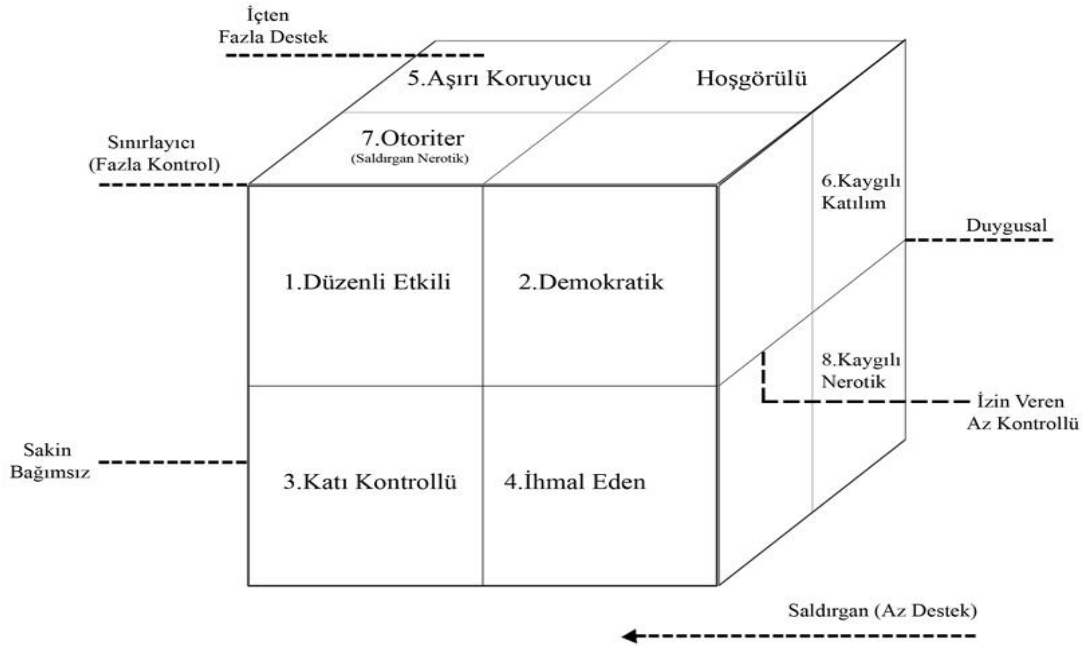 İçten
Fazla Destek
5.Aşırı Koruyucu
Hoşgörülü
7.Otoriter
(Saldırgan Nerotik)
Sınırlayıcı
(Fazla Kontrol)
6.Kaygılı
Katılım
Duygusal
1.Düzenli Etkili
2.Demokratik
8.Kaygılı
Nerotik
İzin Veren
Az Kontrollü
Sakin
Bağımsız
3.Katı Kontrollü
4.İhmal Eden
Saldırgan (Az Destek)